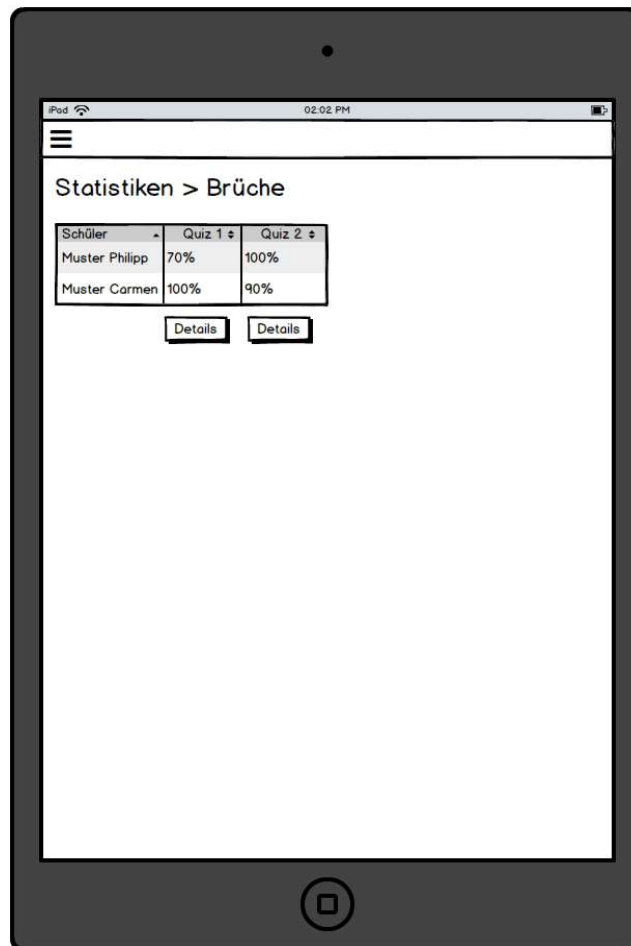 iPod 02:02 PM
Statistiken > Brüche
Schüler Quiz 1 Quiz 2
Muster Philipp 70% 100%
Muster Carmen 100% 90%
Details Details